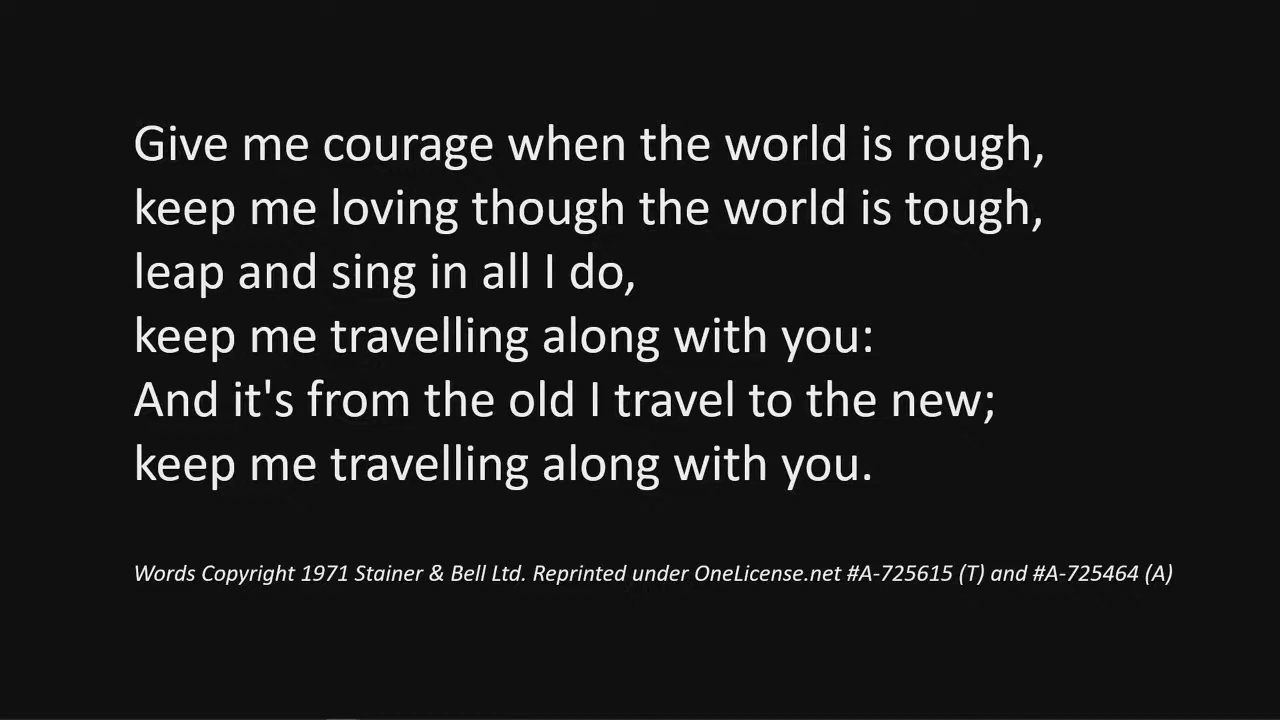 Give me courage when the world is rough,
keep me loving though the world is tough,
leap and sing in all I do,
keep me travelling along with you:
And it's from the old I travel to the new;
keep me travelling along with you.
Words Copyright 1971 Stainer & Bell Ltd. Reprinted under OneLicense.net #A-725615 (T) and #A-725464 (A)